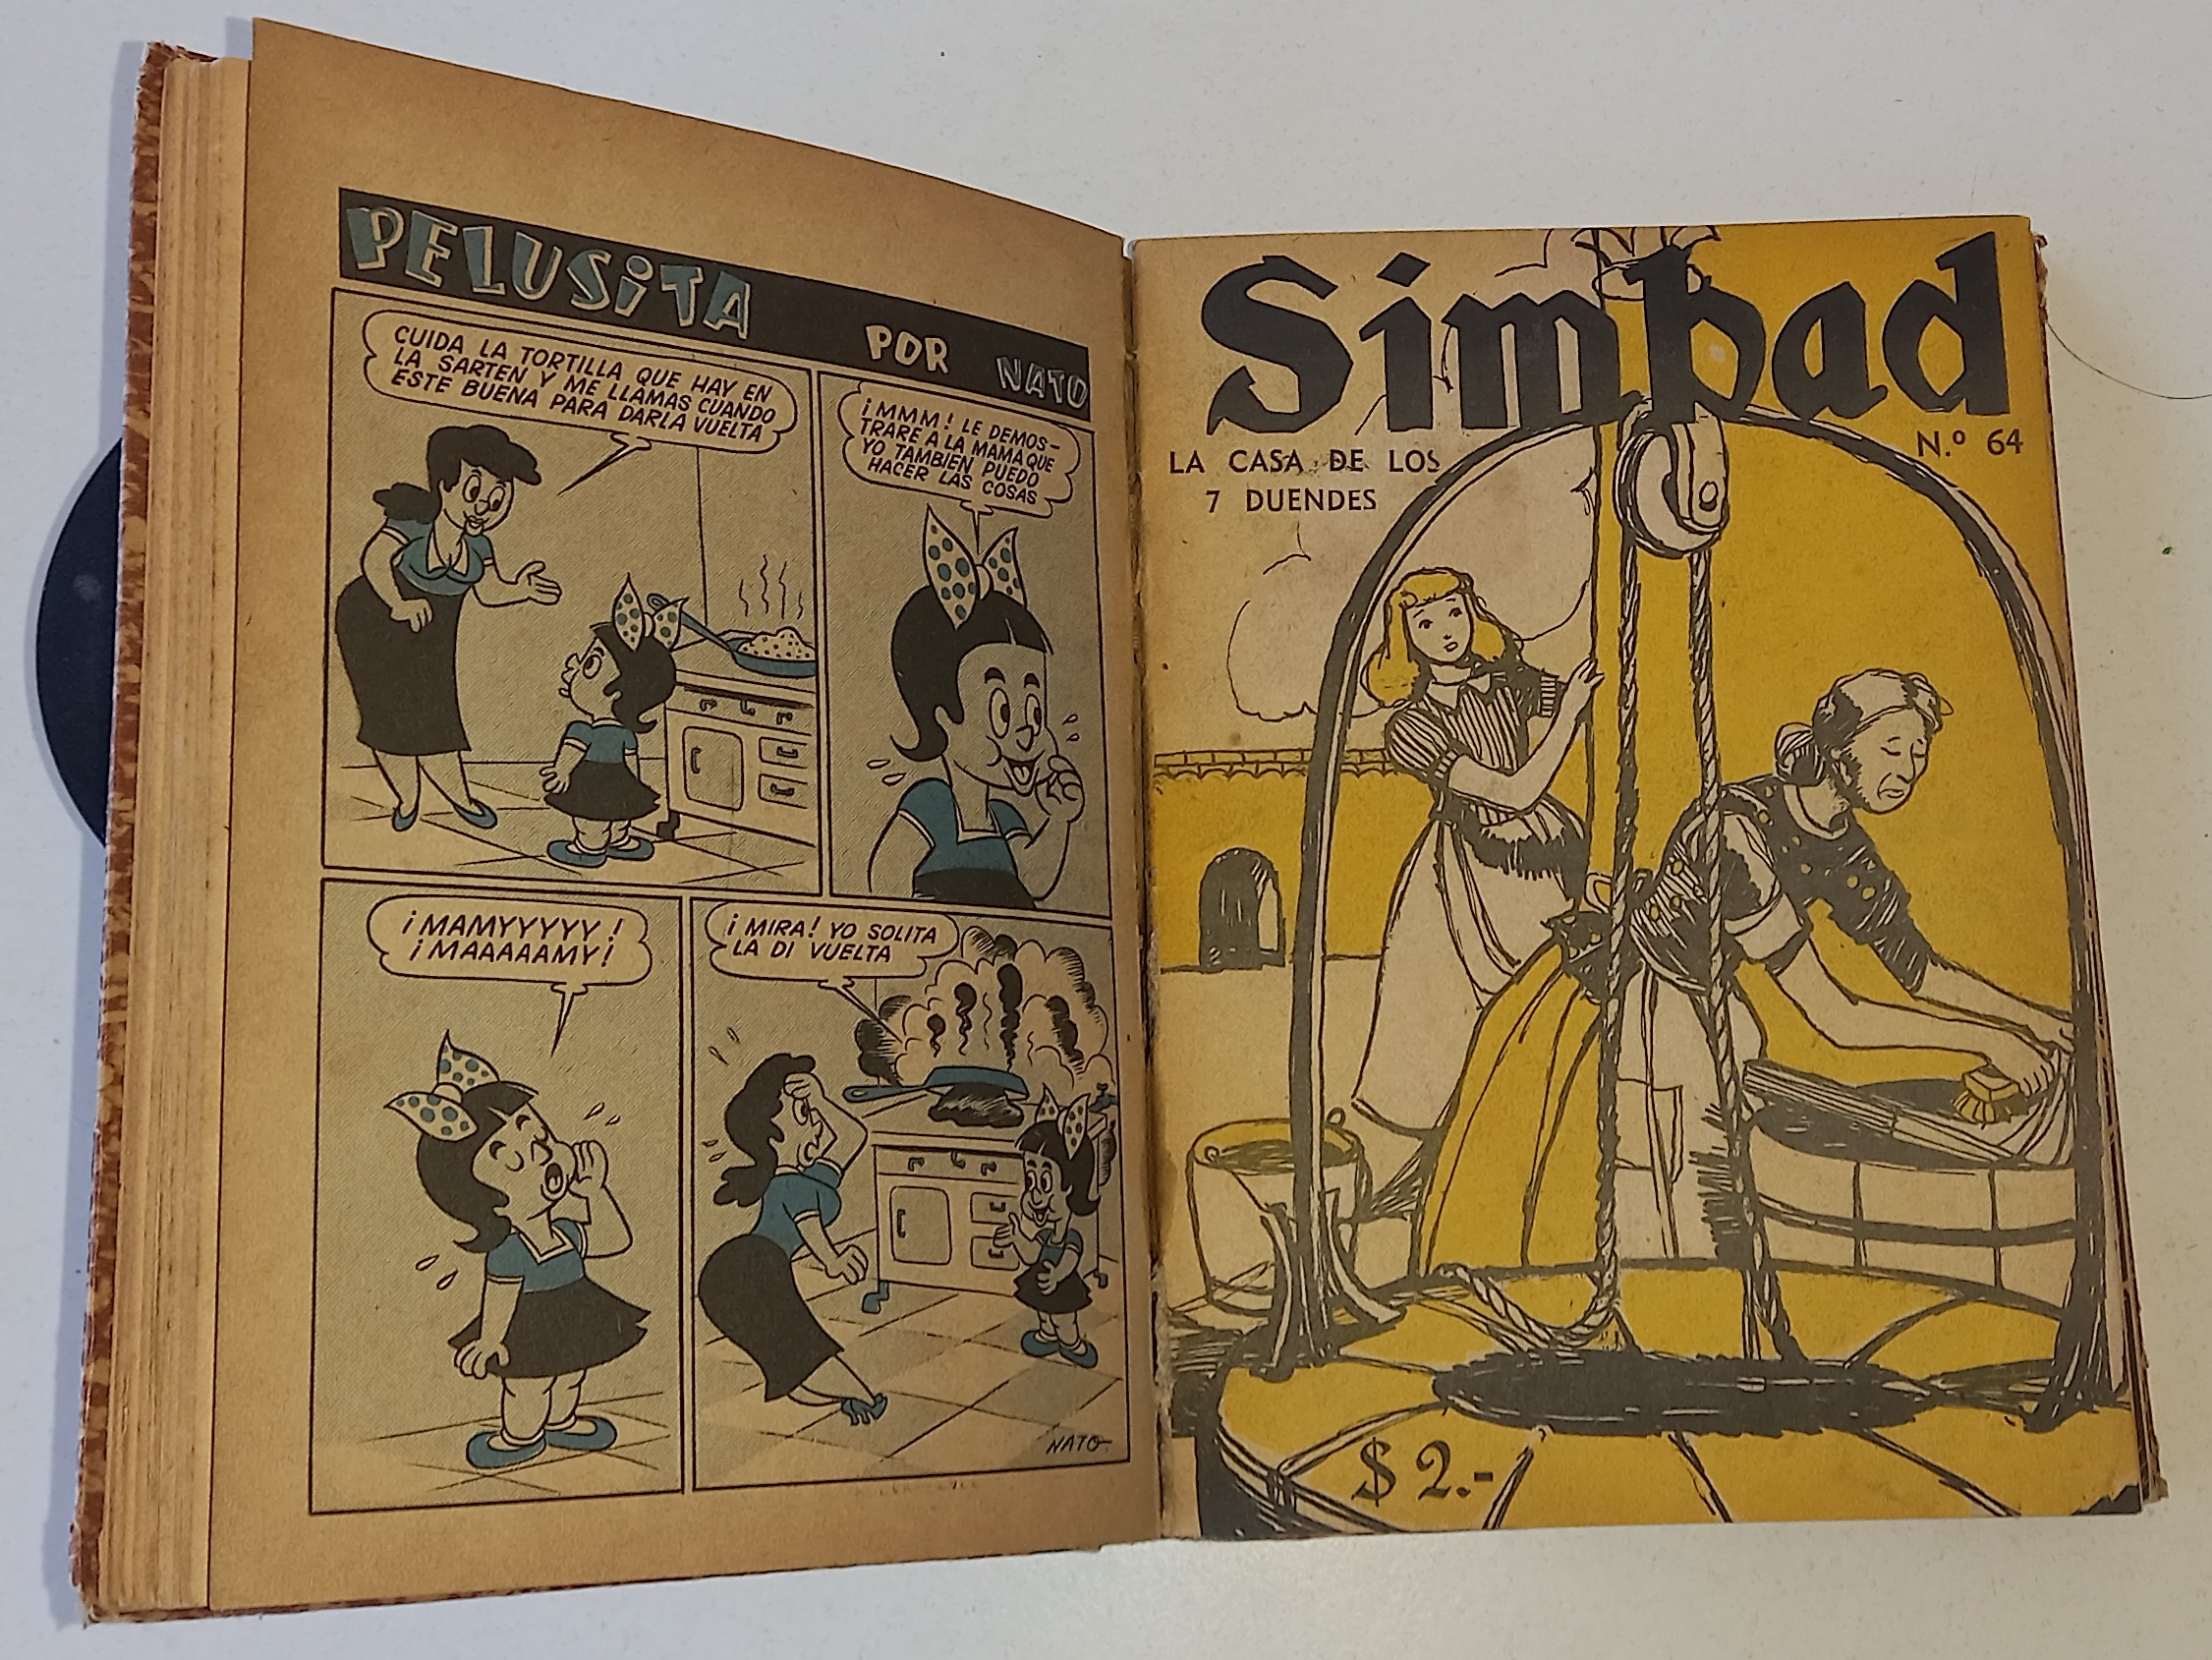 PELUSiTA POR NATO
CUIDA LA TORTILLA QUE HAY EN
LA SARTEN Y ME LLAMAS CUANDO
ESTE BUENA PARA DARLA VUELTA
¡MMM! LE DEMOS-
TRARE A LA MAMA QUE
YO TAMBIEN PUEDO
HACER LAS COSAS
¡MAMYYYYY!
¡MAAAAAMY!
¡MIRA! YO SOLITA
LA DI VUELTA
NATO
Simbad
N.º 64
LA CASA DE LOS
7 DUENDES
$ 2.-